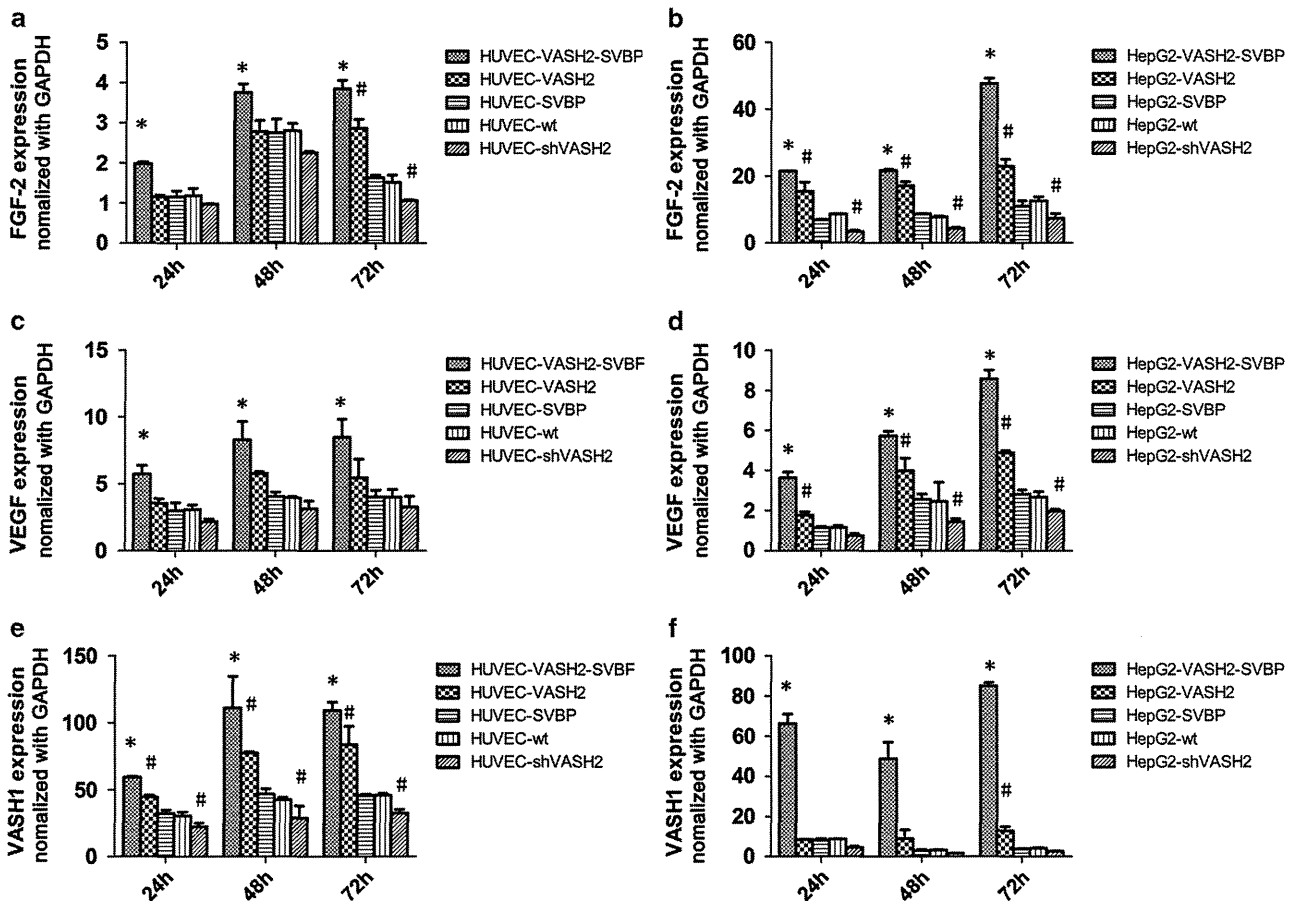 a
FGF-2 expression
nomalized with GAPDH
5
4
3
2
1
0
*
*
*
#
#
24h
48h
72h
HUVEC-VASH2-SVBP
HUVEC-VASH2
HUVEC-SVBP
HUVEC-wt
HUVEC-shVASH2
b
FGF-2 expression
nomalized with GAPDH
60
40
20
0
*
#
#
*
#
#
*
#
#
24h
48h
72h
HepG2-VASH2-SVBP
HepG2-VASH2
HepG2-SVBP
HepG2-wt
HepG2-shVASH2
c
VEGF expression
nomalized with GAPDH
15
10
5
0
*
*
*
24h
48h
72h
HUVEC-VASH2-SVBF
HUVEC-VASH2
HUVEC-SVBP
HUVEC-wt
HUVEC-shVASH2
d
VEGF expression
nomalized with GAPDH
10
8
6
4
2
0
*
#
*
#
#
*
#
#
24h
48h
72h
HepG2-VASH2-SVBP
HepG2-VASH2
HepG2-SVBP
HepG2-wt
HepG2-shVASH2
e
VASH1 expression
nomalized with GAPDH
150
100
50
0
*
#
#
*
#
#
*
#
#
24h
48h
72h
HUVEC-VASH2-SVBF
HUVEC-VASH2
HUVEC-SVBP
HUVEC-wt
HUVEC-shVASH2
f
VASH1 expression
nomalized with GAPDH
100
80
60
40
20
0
*
*
*
#
24h
48h
72h
HepG2-VASH2-SVBP
HepG2-VASH2
HepG2-SVBP
HepG2-wt
HepG2-shVASH2